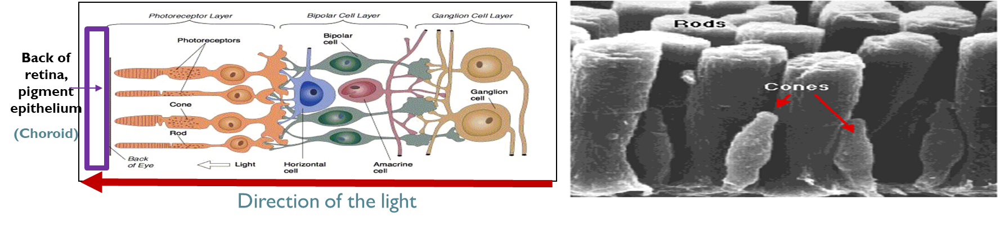 Photoreceptor Layer
Bipolar Cell Layer
Ganglion Cell Layer
Photoreceptors
Bipolar
cell
Back of
retina,
pigment
epithelium
(Choroid)
Cone
Rod
Ganglion
cell
Back
of Eye
Light
Horizontal
cell
Amacrine
cell
Direction of the light
Rods
Cones